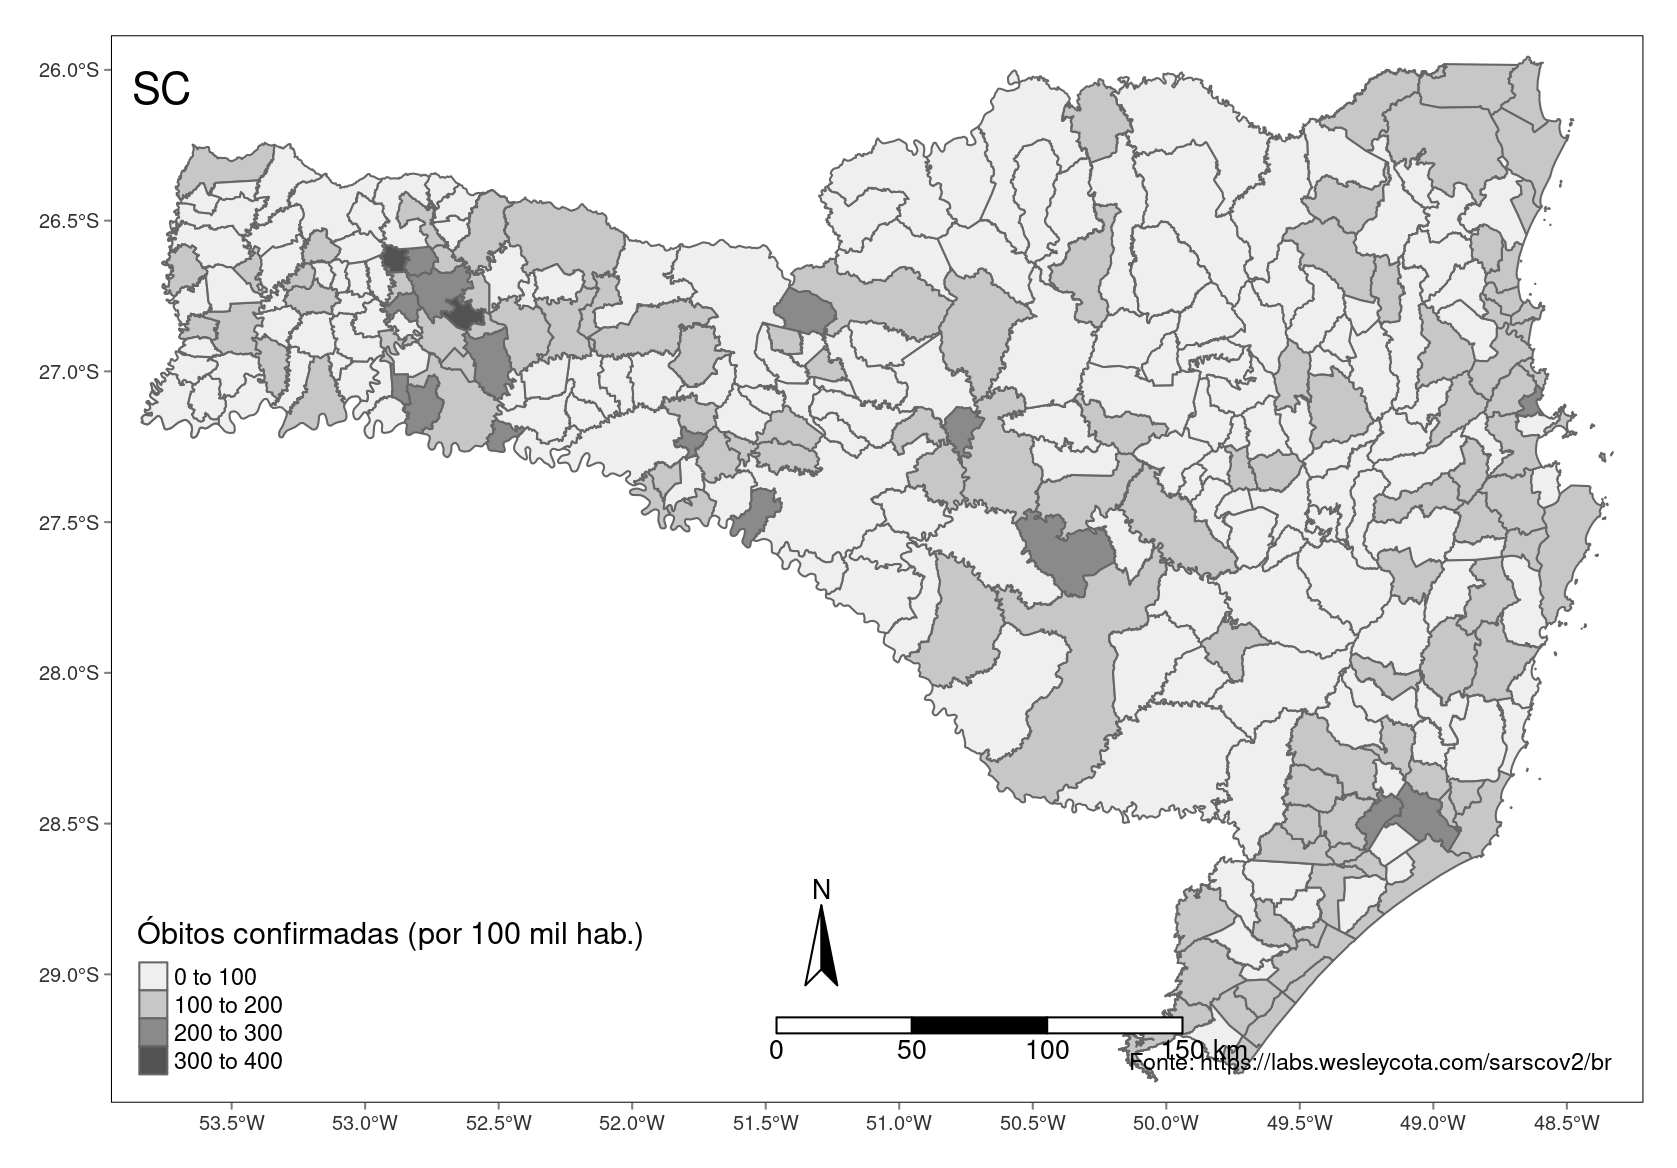 SC
26.0°S
26.5°S
27.0°S
27.5°S
28.0°S
28.5°S
29.0°S
N
Óbitos confirmadas (por 100 mil hab.)
0 to 100
100 to 200
200 to 300
300 to 400
0 50 100 150 km
Fonte: https://labs.wesleycota.com/sarscov2/br
53.5°W 53.0°W 52.5°W 52.0°W 51.5°W 51.0°W 50.5°W 50.0°W 49.5°W 49.0°W 48.5°W